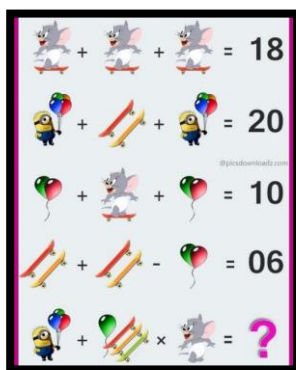 + + = 18
+ + = 20
@picsdownloadz.com
+ + = 10
+ - = 06
+ × = ?